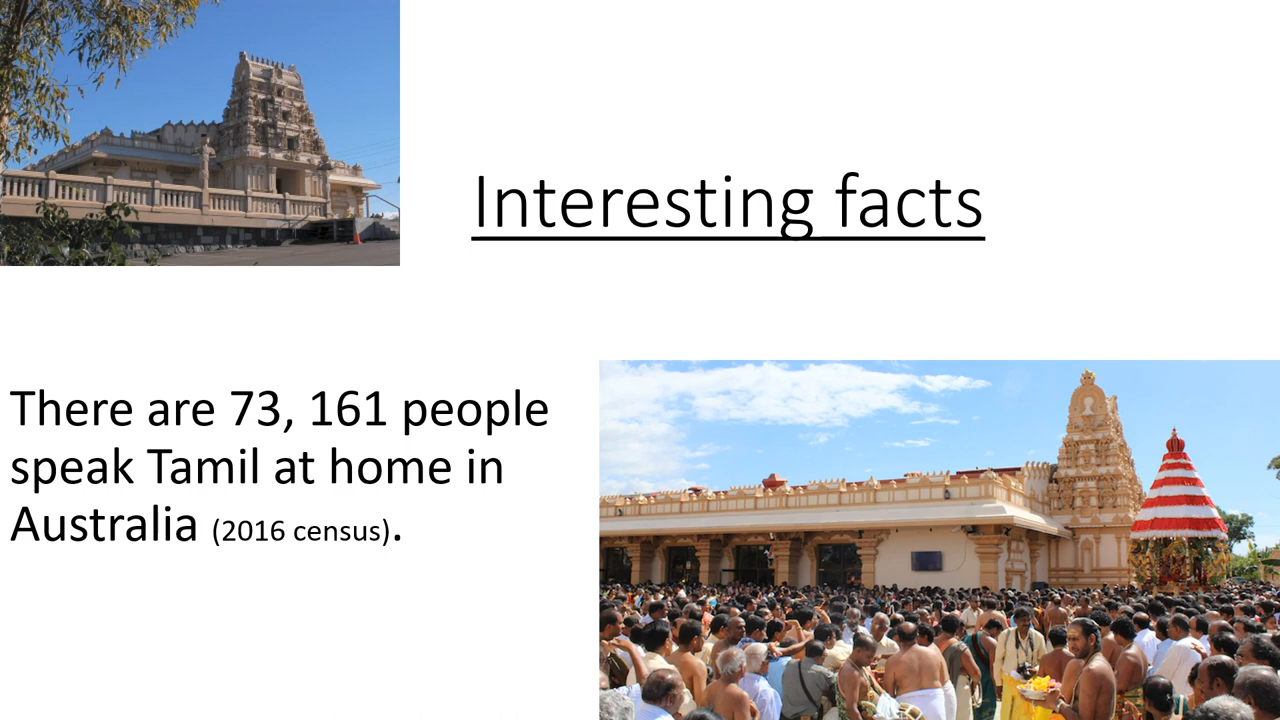 Interesting facts
There are 73, 161 people
speak Tamil at home in
Australia (2016 census).